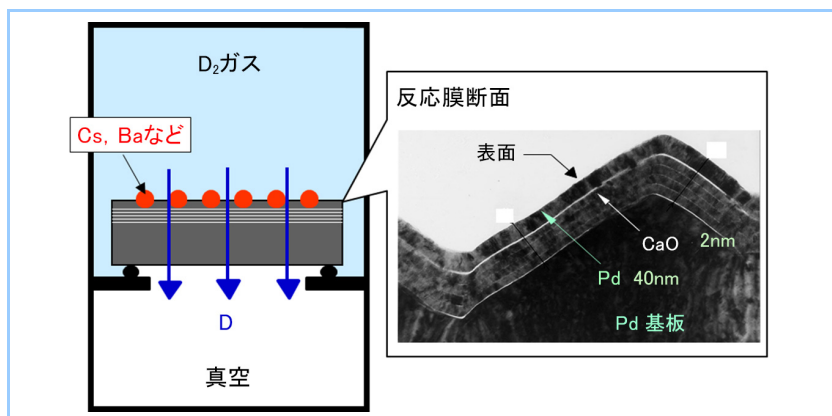 D₂ガス
Cs, Baなど
D
真空
反応膜断面
表面
CaO
2nm
Pd 40nm
Pd 基板